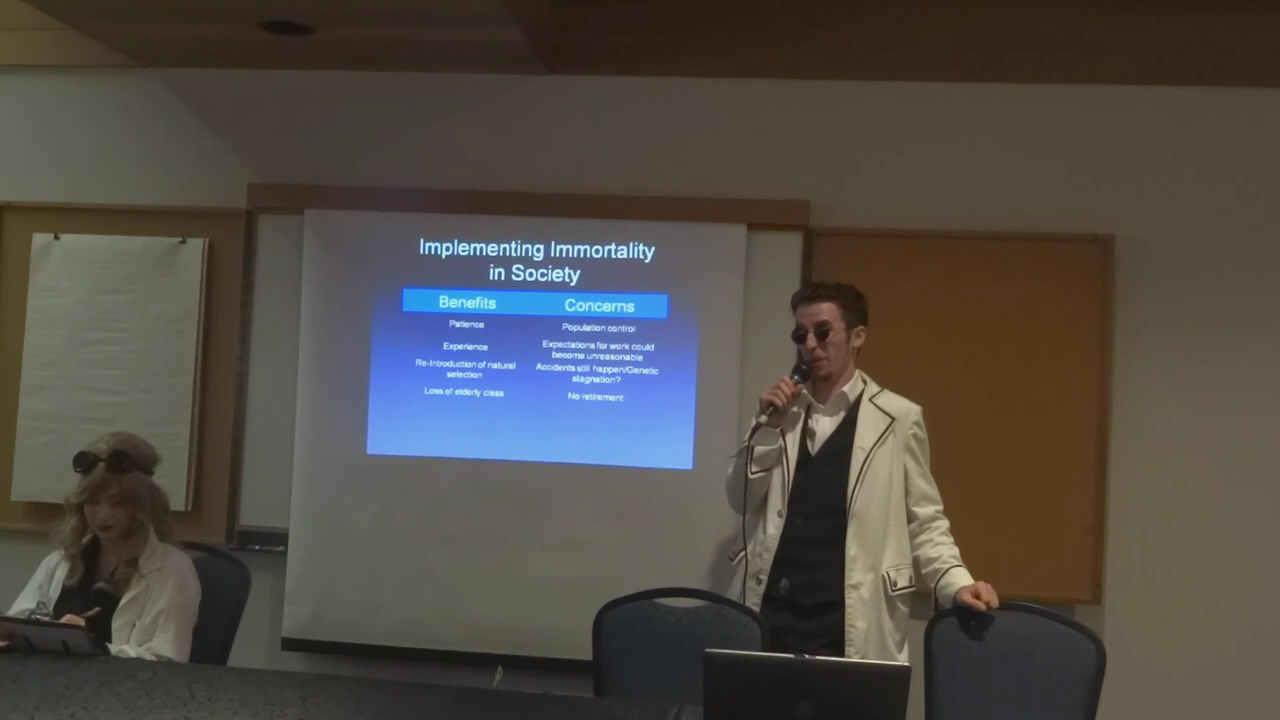 Implementing Immortality
in Society
Benefits Concerns
Patience Population control
Experience Expectations for work could
become unreasonable
Re-Introduction of natural
selection
Accidents still happen/Genetic
stagnation?
Loss of elderly class No retirement